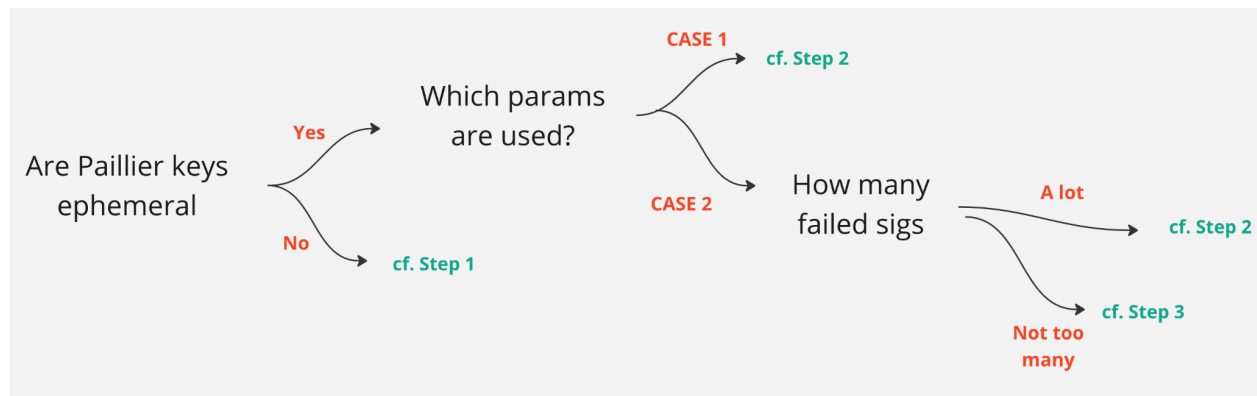 Are Paillier keys
ephemeral
Yes
No
cf. Step 1
Which params
are used?
CASE 1
cf. Step 2
CASE 2
How many
failed sigs
A lot
cf. Step 2
Not too
many
cf. Step 3